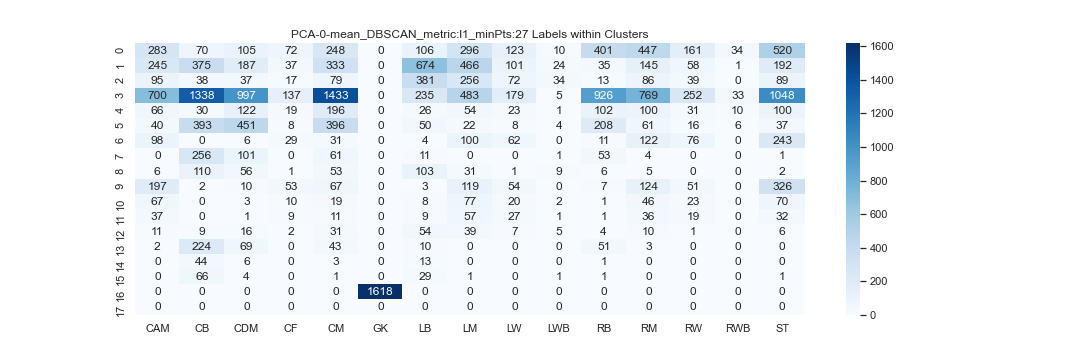 PCA-0-mean_DBSCAN_metric:l1_minPts:27 Labels within Clusters
0 283 70 105 72 248 0 106 296 123 10 401 447 161 34 520
1 245 375 187 37 333 0 674 466 101 24 35 145 58 1 192
2 95 38 37 17 79 0 381 256 72 34 13 86 39 0 89
3 700 1338 997 137 1433 0 235 483 179 5 926 769 252 33 1048
4 66 30 122 19 196 0 26 54 23 1 102 100 31 10 100
5 40 393 451 8 396 0 50 22 8 4 208 61 16 6 37
6 98 0 6 29 31 0 4 100 62 0 11 122 76 0 243
7 0 256 101 0 61 0 11 0 0 1 53 4 0 0 1
8 6 110 56 1 53 0 103 31 1 9 6 5 0 0 2
9 197 2 10 53 67 0 3 119 54 0 7 124 51 0 326
10 67 0 3 10 19 0 8 77 20 2 1 46 23 0 70
11 37 0 1 9 11 0 9 57 27 1 1 36 19 0 32
12 11 9 16 2 31 0 54 39 7 5 4 10 1 0 6
13 2 224 69 0 43 0 10 0 0 0 51 3 0 0 0
14 0 44 6 0 3 0 13 0 0 0 1 0 0 0 0
15 0 66 4 0 1 0 29 1 0 1 1 0 0 0 1
16 0 0 0 0 0 1618 0 0 0 0 0 0 0 0 0
17 0 0 0 0 0 0 0 0 0 0 0 0 0 0 0
CAM CB CDM CF CM GK LB LM LW LWB RB RM RW RWB ST
1600
1400
1200
1000
800
600
400
200
0